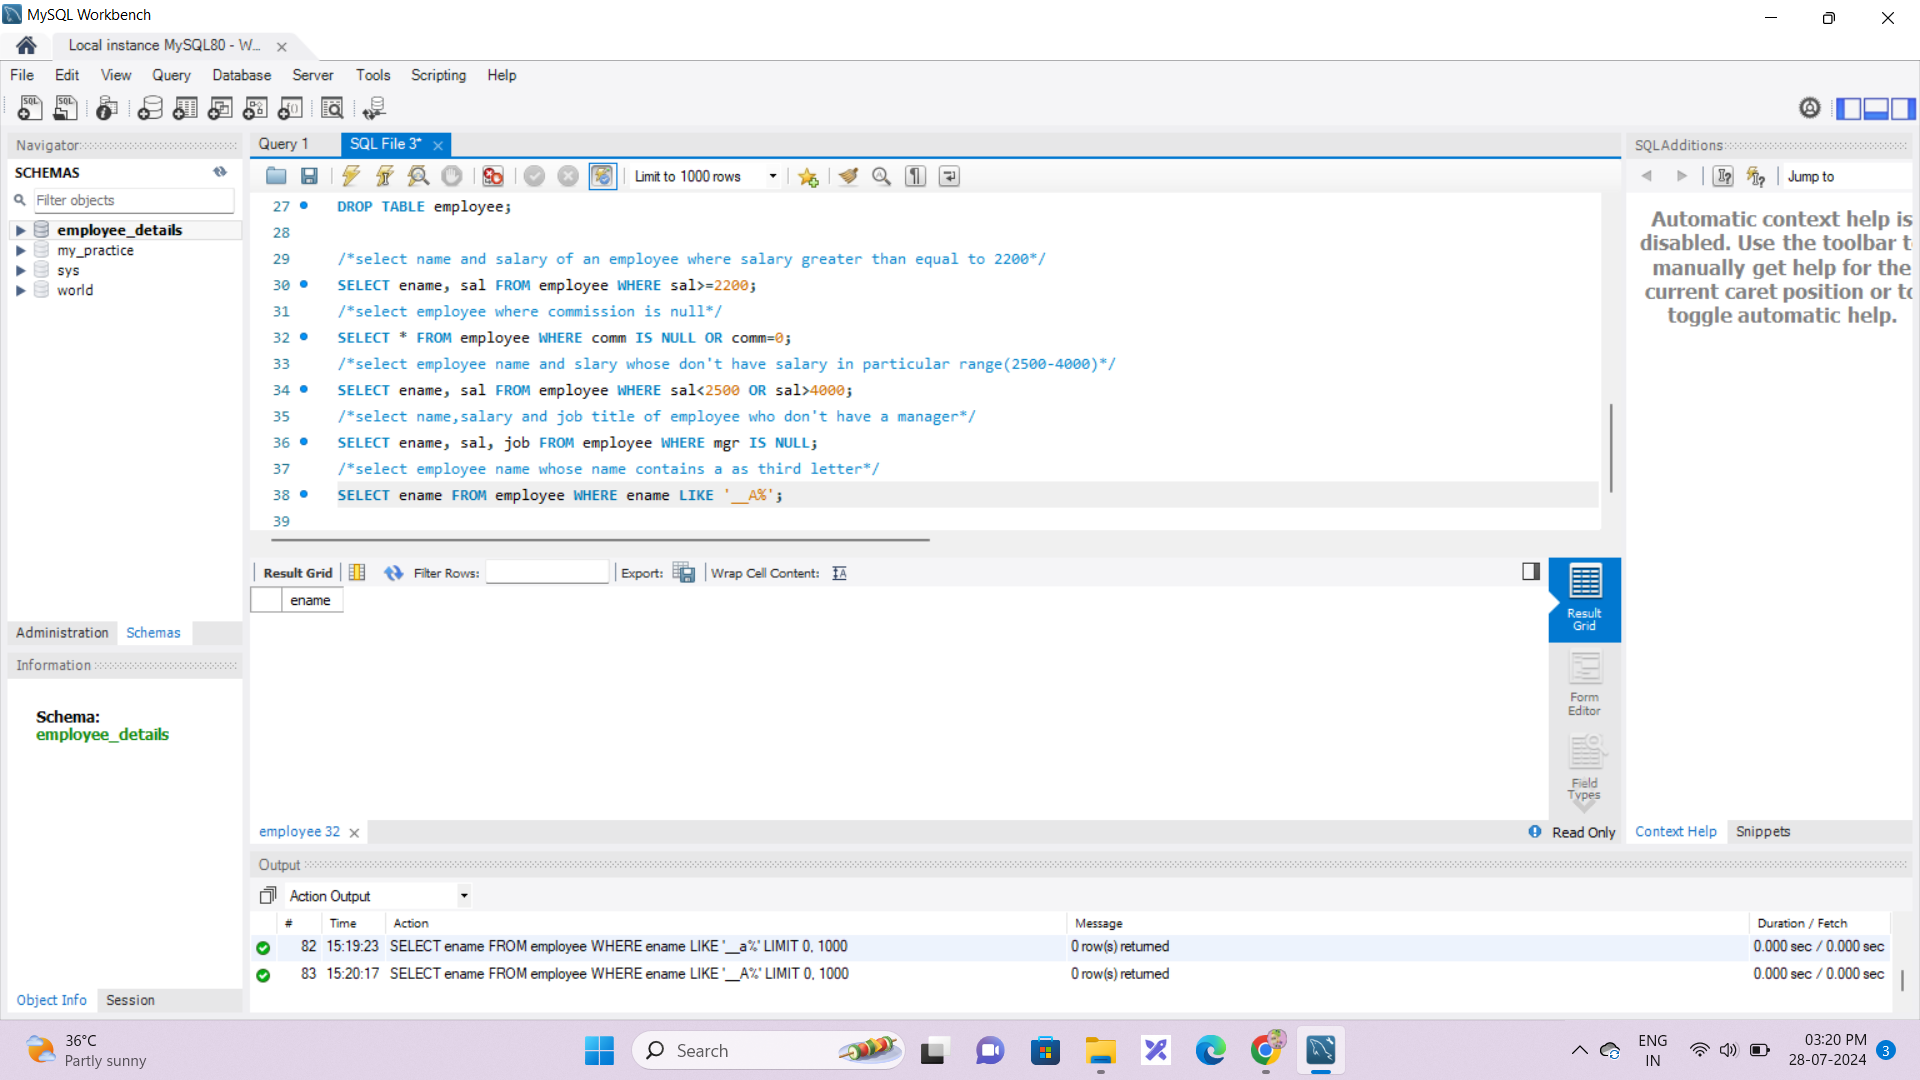 MySQL Workbench
Local instance MySQL80 - W...
File Edit View Query Database Server Tools Scripting Help
Navigator
SCHEMAS
Filter objects
employee_details
my_practice
sys
world
Administration Schemas
Information
Schema:
employee_details
Object Info Session
Query 1 SQL File 3*
Limit to 1000 rows
27 DROP TABLE employee;
28
29 /*select name and salary of an employee where salary greater than equal to 2200*/
30 SELECT ename, sal FROM employee WHERE sal>=2200;
31 /*select employee where commission is null*/
32 SELECT * FROM employee WHERE comm IS NULL OR comm=0;
33 /*select employee name and slary whose don't have salary in particular range(2500-4000)*/
34 SELECT ename, sal FROM employee WHERE sal<2500 OR sal>4000;
35 /*select name,salary and job title of employee who don't have a manager*/
36 SELECT ename, sal, job FROM employee WHERE mgr IS NULL;
37 /*select employee name whose name contains a as third letter*/
38 SELECT ename FROM employee WHERE ename LIKE '__A%';
39
Result Grid Filter Rows: Export: Wrap Cell Content:
ename
Result
Grid
Form
Editor
Field
Types
employee 32
Read Only
SQLAdditions
Jump to
Automatic context help is
disabled. Use the toolbar t
manually get help for the
current caret position or to
toggle automatic help.
Context Help Snippets
Output
Action Output
# Time Action Message Duration / Fetch
82 15:19:23 SELECT ename FROM employee WHERE ename LIKE '__a%' LIMIT 0, 1000 0 row(s) returned 0.000 sec / 0.000 sec
83 15:20:17 SELECT ename FROM employee WHERE ename LIKE '__A%' LIMIT 0, 1000 0 row(s) returned 0.000 sec / 0.000 sec
36°C
Partly sunny
Search
ENG
IN
03:20 PM
28-07-2024
3